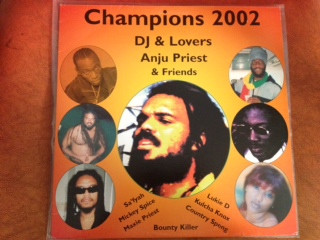 Champions 2002
DJ & Lovers
Anju Priest
& Friends
Sa'lyah
Mickey Spice
Maxie Priest
Lukie D
Kulcha Knox
Country Speng
Bounty Killer